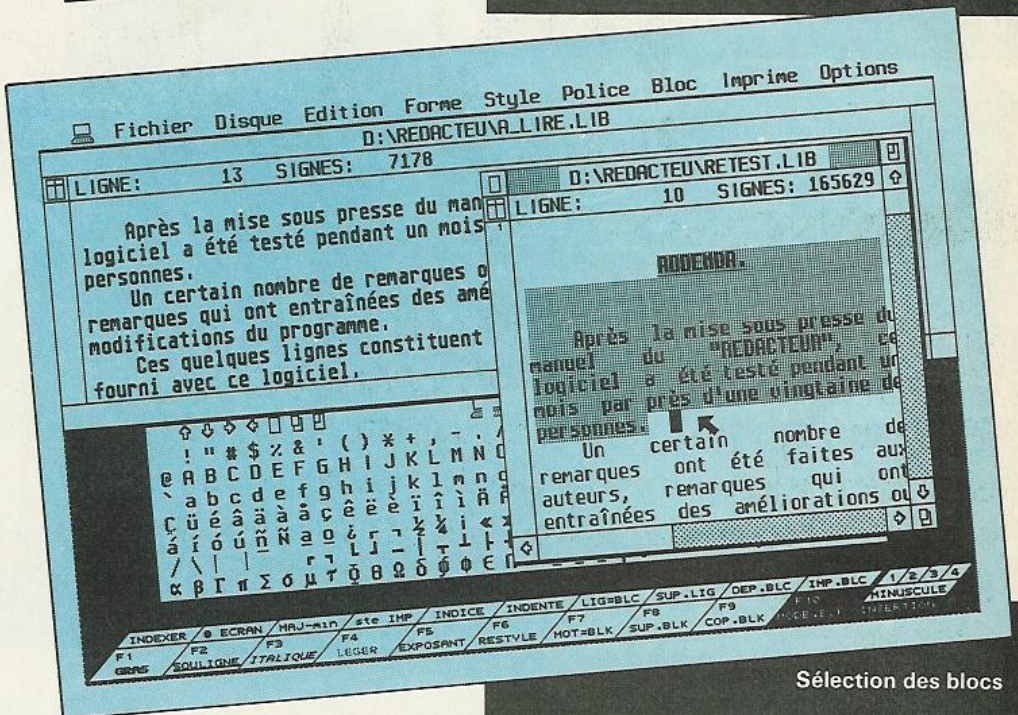 Fichier Disque Edition Forme Style Police Bloc Imprime Options
D:\REDACTEU\A_LIRE.LIB
LIGNE: 13 SIGNES: 7178
Après la mise sous presse du man
logiciel a été testé pendant un mois
personnes.
Un certain nombre de remarques o
remarques qui ont entraînées des amé
modifications du programme.
Ces quelques lignes constituent
fourni avec ce logiciel.
D:\REDACTEU\RETEST.LIB
LIGNE: 10 SIGNES: 165629
ADDENDA.
Après la mise sous presse du
manuel du "REDACTEUR", ce
logiciel a été testé pendant un
mois par près d'une vingtaine de
personnes.
Un certain nombre de
remarques ont été faites aux
auteurs, remarques qui ont
entraînées des améliorations ou
! " # $ % & ' ( ) * + , - . /
@ A B C D E F G H I J K L M N O
` a b c d e f g h i j k l m n o
Ç ü é â ä à å ç ê ë è ï î ì Ä Å
á í ó ú ñ Ñ a o ¿ ⌐ ¬ ½ ¼ ¡ «
α β Γ π Σ σ µ τ Φ Θ Ω δ ∮ ϕ ∈ ∩
INDEXER @ ECRAN MAJ-min ste IMP INDICE INDENTE LIG=BLC SUP.LIG DEP.BLC IMP.BLC 1/2/3/4
F1 F2 F3 F4 F5 F6 F7 F8 F9 F10 MINUSCULE
GRAS SOULIGNE ITALIQUE LEGER EXPOSANT RESTYLE MOT=BLK SUP.BLK COP.BLK INSERTION
Sélection des blocs